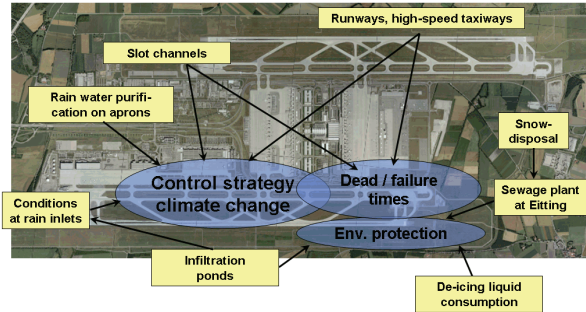 Runways, high-speed taxiways
Slot channels
Rain water purifi-
cation on aprons
Snow-
disposal
Control strategy
climate change
Dead / failure
times
Conditions
at rain inlets
Sewage plant
at Eitting
Env. protection
Infiltration
ponds
De-icing liquid
consumption